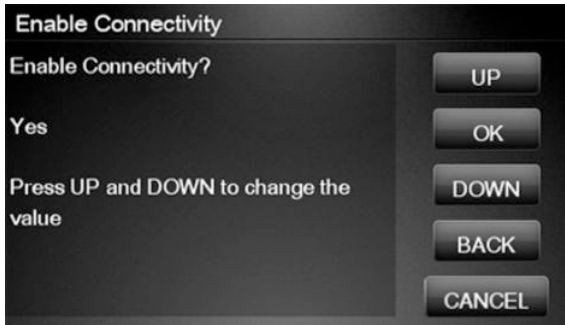 Enable Connectivity
Enable Connectivity?
Yes
Press UP and DOWN to change the
value
UP
OK
DOWN
BACK
CANCEL